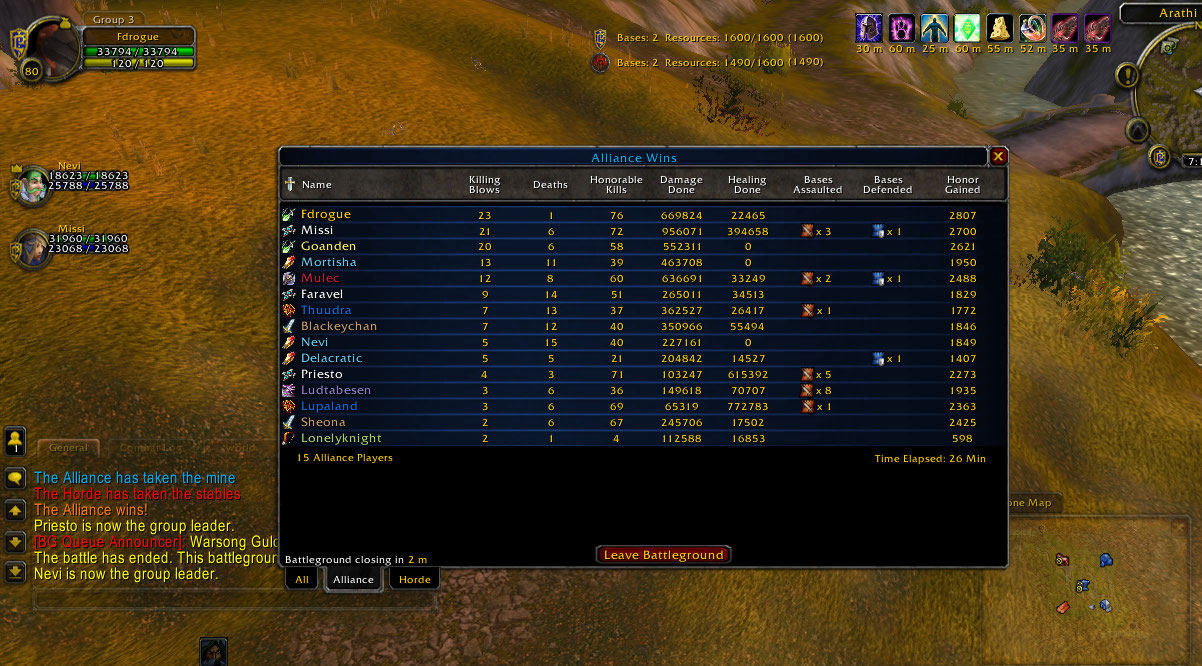 Group 3
Fdrogue
33794 / 33794
120 / 120
80
Bases: 2 Resources: 1600/1600 (1600)
Bases: 2 Resources: 1490/1600 (1490)
30 m 60 m 25 m 60 m 55 m 52 m 35 m 35 m
Arathi
Nevi
18623 / 18623
25788 / 25788
Missi
31960 / 31960
23068 / 23068
Alliance Wins
Name Killing Blows Deaths Honorable Kills Damage Done Healing Done Bases Assaulted Bases Defended Honor Gained
Fdrogue 23 1 76 669824 22465 2807
Missi 21 6 72 956071 394658 x 3 x 1 2700
Goanden 20 6 58 552311 0 2621
Mortisha 13 11 39 463708 0 1950
Mulec 12 8 60 636691 33249 x 2 x 1 2488
Faravel 9 14 51 265011 34513 1829
Thuudra 7 13 37 362527 26417 x 1 1772
Blackeychan 7 12 40 350966 55494 1846
Nevi 5 15 40 227161 0 1849
Delacratic 5 5 21 204842 14527 x 1 1407
Priesto 4 3 71 103247 615392 x 5 2273
Ludtabesen 3 6 36 149618 70707 x 8 1935
Lupaland 3 6 69 65319 772783 x 1 2363
Sheona 2 6 67 245706 17502 2425
Lonelyknight 2 1 4 112588 16853 598
15 Alliance Players
Time Elapsed: 26 Min
Battleground closing in 2 m
Leave Battleground
All Alliance Horde
General
1
The Alliance has taken the mine
The Horde has taken the stables
The Alliance wins!
Priesto is now the group leader.
[BG Queue Announcer]: Warsong Gulc
The battle has ended. This battlegroun
Nevi is now the group leader.
one Map